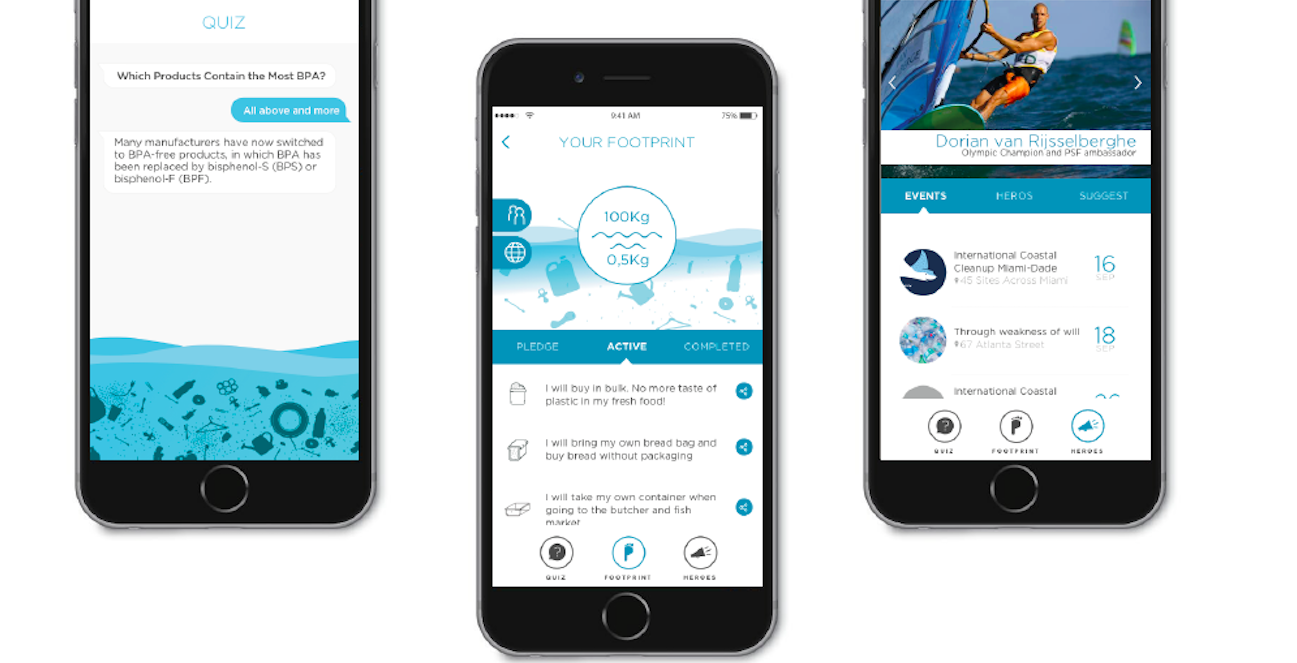 QUIZ
Which Products Contain the Most BPA?
All above and more
Many manufacturers have now switched
to BPA-free products, in which BPA has
been replaced by bisphenol-S (BPS) or
bisphenol-F (BPF).
9:41 AM
75%
YOUR FOOTPRINT
100Kg
0,5Kg
PLEDGE
ACTIVE
COMPLETED
I will buy in bulk. No more taste of
plastic in my fresh food!
I will bring my own bread bag and
buy bread without packaging
I will take my own container when
going to the butcher and fish
market
QUIZ
FOOTPRINT
HEROES
Dorian van Rijsselberghe
Olympic Champion and PSF ambassador
EVENTS
HEROS
SUGGEST
International Coastal
Cleanup Miami-Dade
45 Sites Across Miami
16
SEP
Through weakness of will
67 Atlanta Street
18
SEP
International Coastal
QUIZ
FOOTPRINT
HEROES